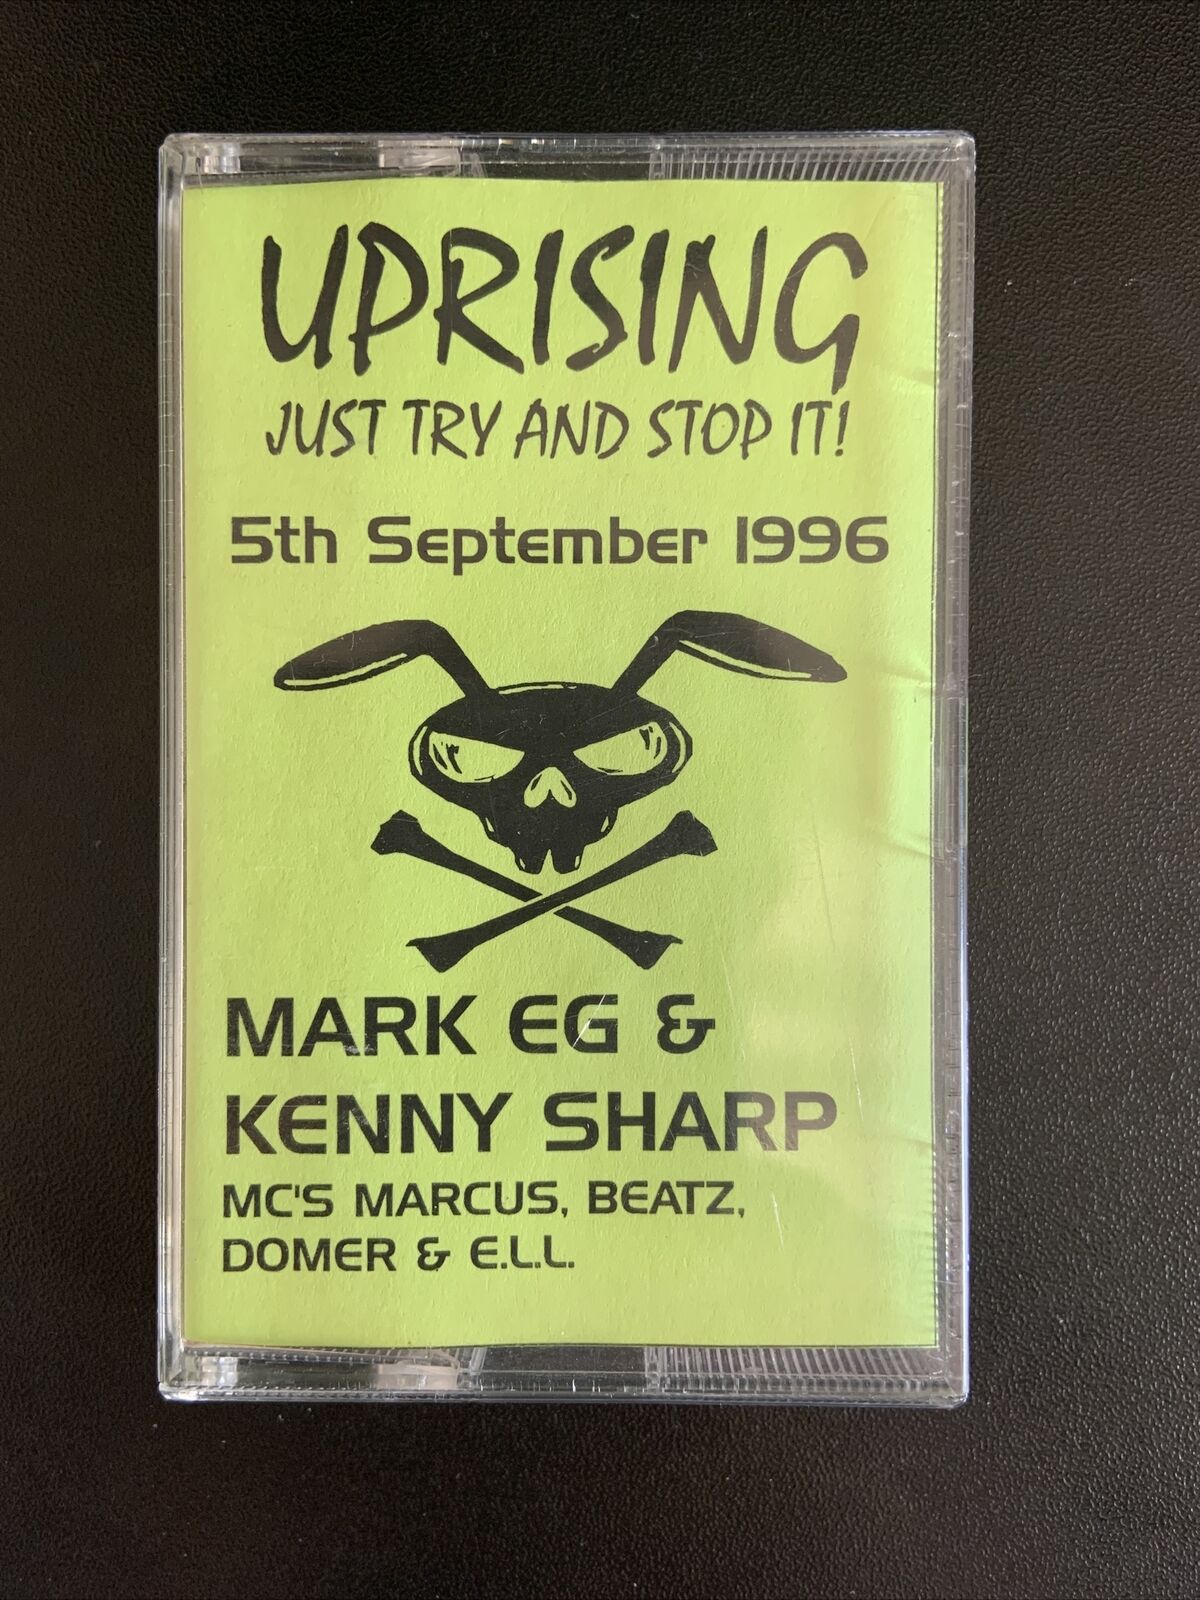 UPRISING
JUST TRY AND STOP IT!
5th September 1996
MARK EG &
KENNY SHARP
MC'S MARCUS, BEATZ,
DOMER & E.L.L.